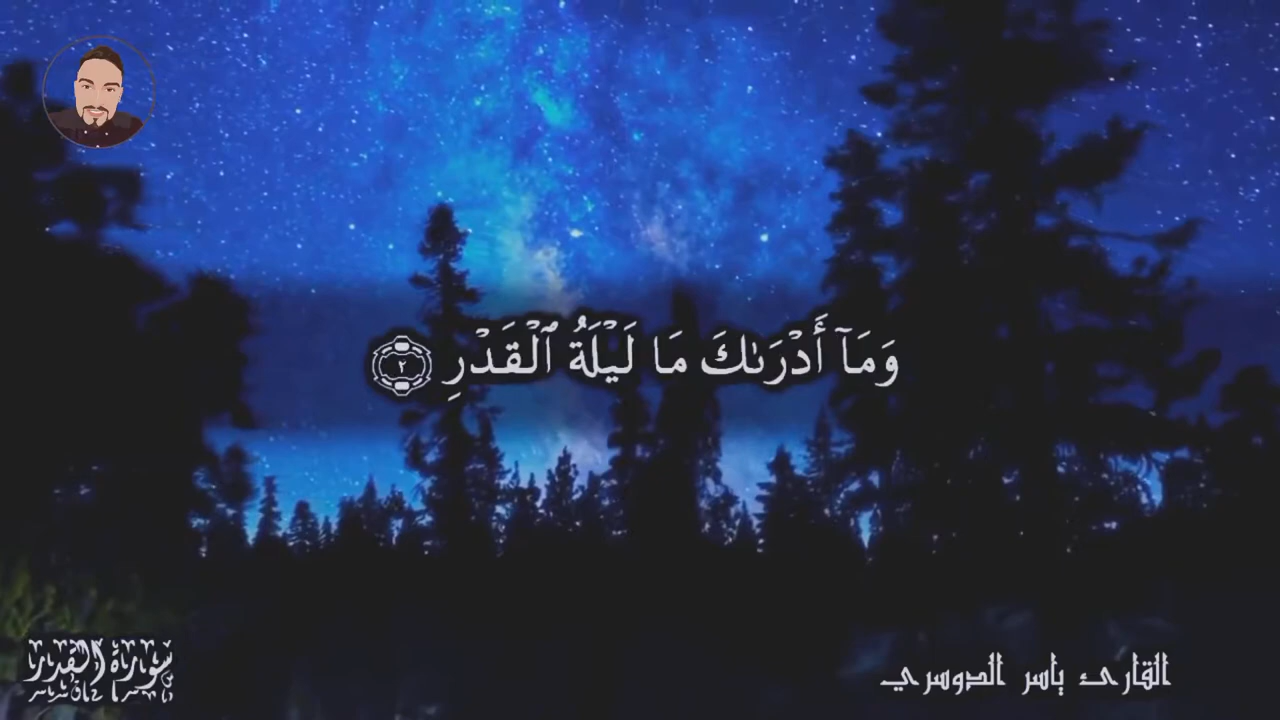 وَمَآ أَدْرَىٰكَ مَا لَيْلَةُ ٱلْقَدْرِ ٢
سورة القدر
القارئ ياسر الدوسري